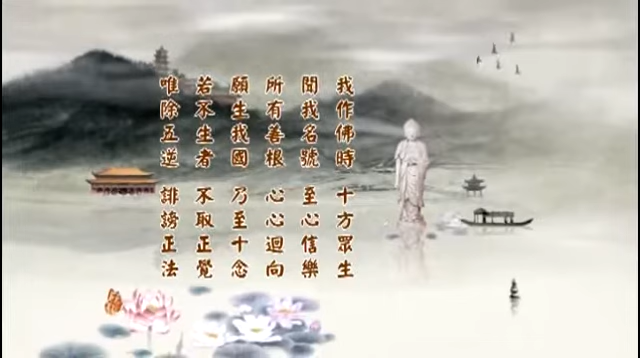 我作佛時 十方眾生
聞我名號 至心信樂
所有善根 心心迴向
願生我國 乃至十念
若不生者 不取正覺
唯除五逆 誹謗正法